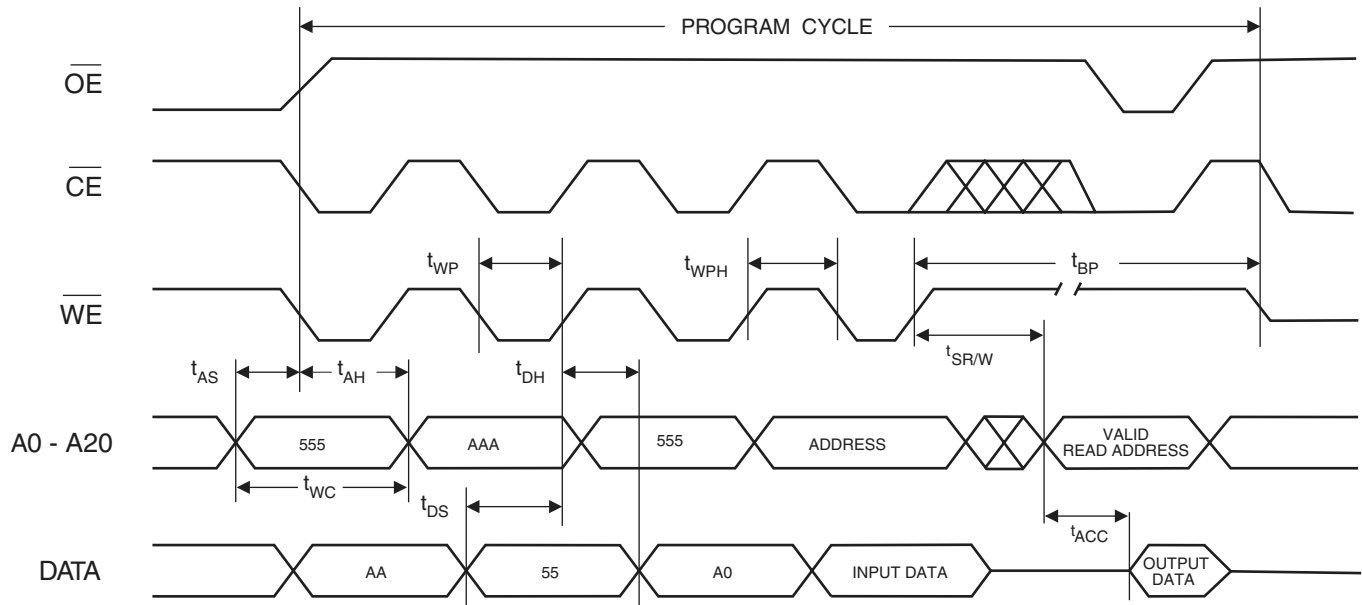 PROGRAM CYCLE
OE
CE
tWP
tWPH
tBP
WE
tSR/W
tAS
tAH
tDH
A0 - A20
555
AAA
555
ADDRESS
VALID
READ ADDRESS
tWC
tDS
tACC
DATA
AA
55
A0
INPUT DATA
OUTPUT
DATA